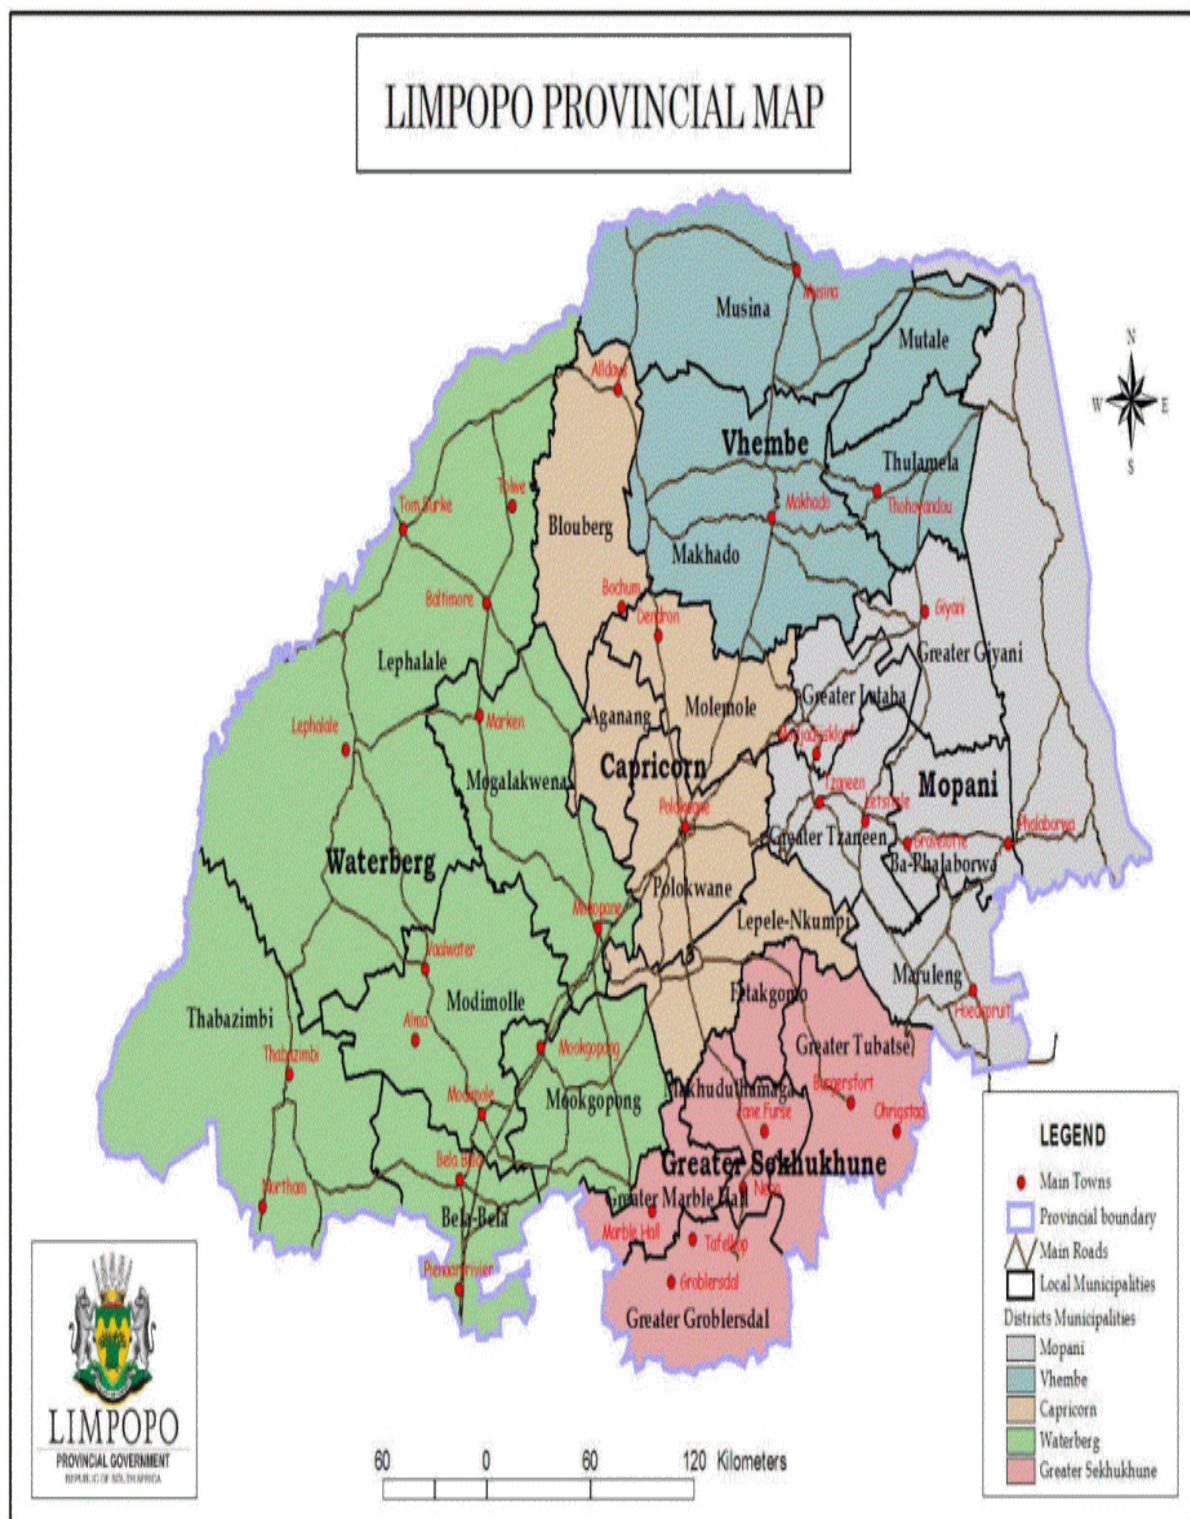 LIMPOPO PROVINCIAL MAP
Musina
Musina
Mutale
Alldays
Vhembe
Thulamela
Tolwe
Tom Burke
Thohoyandou
Makhado
Blouberg
Makhado
N
W
E
S
Baltimore
Bochum
Dendron
Giyani
Lephalale
Greater Giyani
Greater Letaba
Aganang
Molemole
Marken
Lephalale
Modjadjiskloof
Capricorn
Mopani
Mogalakwena
Tzaneen
Letsitele
Polokwane
Phalaborwa
Greater Tzaneen
Gravelotte
Ba-Phalaborwa
Waterberg
Polokwane
Lepele-Nkumpi
Mokopane
Vaalwater
Maruleng
Modimolle
Fetakgomo
Hoedspruit
Thabazimbi
Alma
Greater Tubatse
Thabazimbi
Mookgopong
Makhuduthamaga
Burgersfort
Modimole
Mookgopong
Jane Furse
Ohrigstad
Bela Bela
Greater Sekhukhune
Northam
Greater Marble Hall
Nebo
Bela-Bela
Marble Hall
Tafelkop
Pienaarsrivier
Groblersdal
Greater Groblersdal
LEGEND
Main Towns
Provincial boundary
Main Roads
Local Municipalities
Districts Municipalities
Mopani
Vhembe
Capricorn
Waterberg
Greater Sekhukhune
LIMPOPO
PROVINCIAL GOVERNMENT
REPUBLIC OF SOUTH AFRICA
60 0 60 120 Kilometers